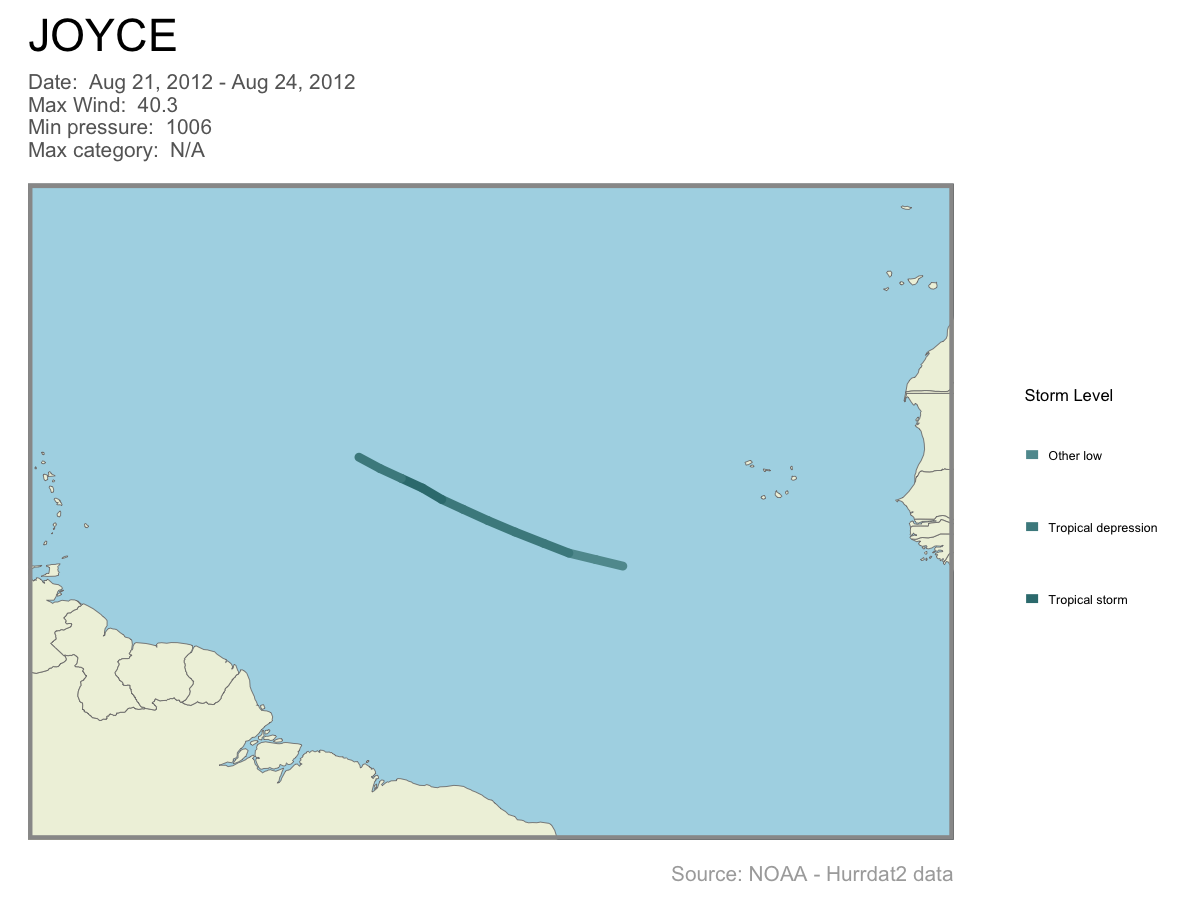 JOYCE
Date:  Aug 21, 2012 - Aug 24, 2012
Max Wind:  40.3
Min pressure:  1006
Max category:  N/A
Storm Level
Other low
Tropical depression
Tropical storm
Source: NOAA - Hurrdat2 data